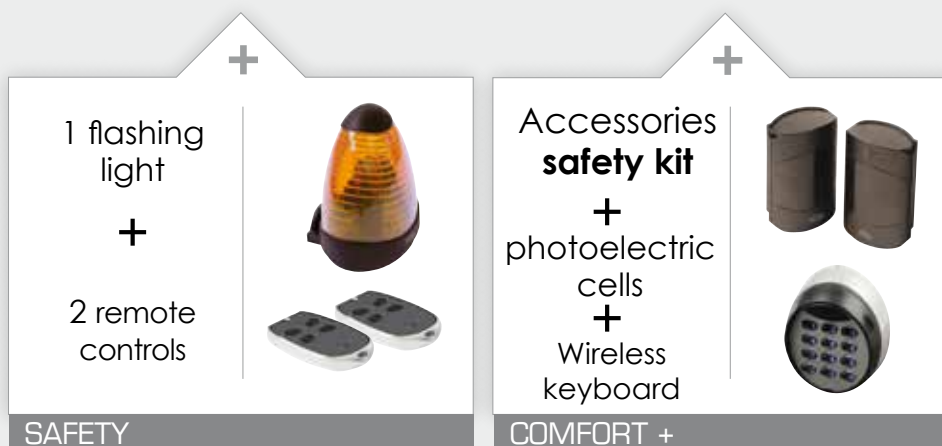 +
1 flashing
light
+
2 remote
controls
SAFETY
+
Accessories
safety kit
+
photoelectric
cells
+
Wireless
keyboard
COMFORT +